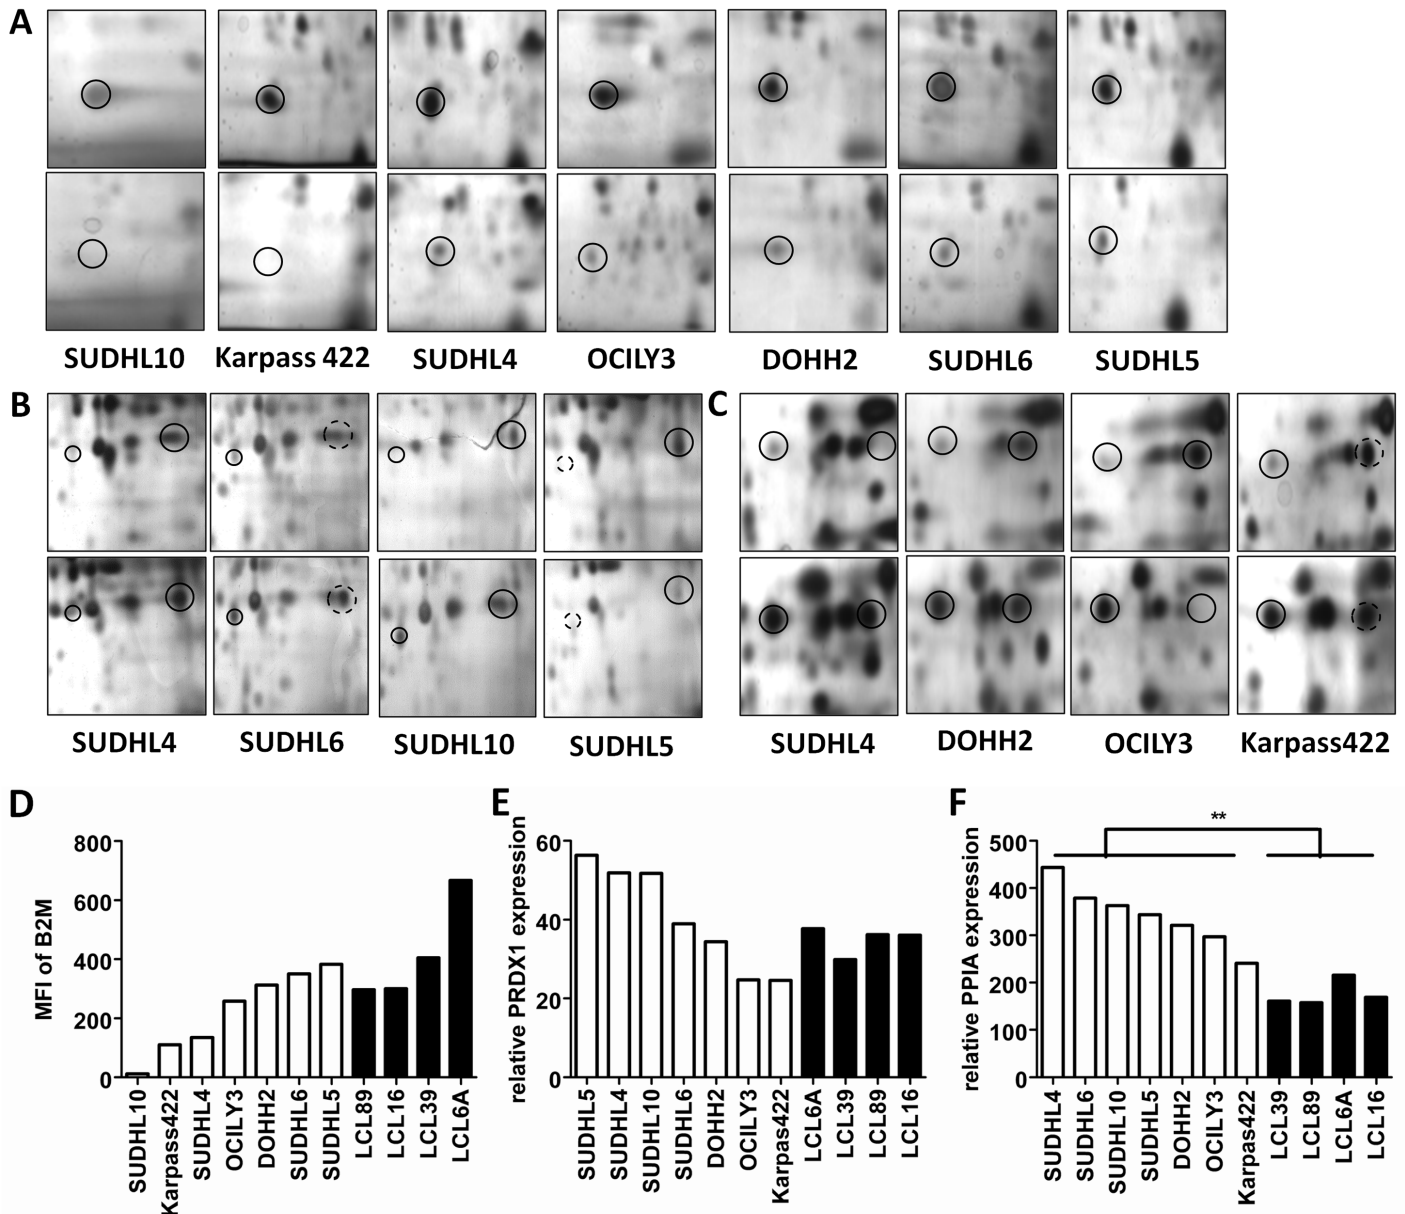 A
SUDHL10 Karpass 422 SUDHL4 OCILY3 DOHH2 SUDHL6 SUDHL5
B
SUDHL4 SUDHL6 SUDHL10 SUDHL5
C
SUDHL4 DOHH2 OCILY3 Karpass422
D
MFI of B2M
800
600
400
200
0
SUDHL10
Karpass422
SUDHL4
OCILY3
DOHH2
SUDHL6
SUDHL5
LCL89
LCL16
LCL39
LCL6A
E
relative PRDX1 expression
60
40
20
0
SUDHL5
SUDHL4
SUDHL10
SUDHL6
DOHH2
OCILY3
Karpas422
LCL6A
LCL39
LCL89
LCL16
F
relative PPIA expression
**
500
400
300
200
100
0
SUDHL4
SUDHL6
SUDHL10
SUDHL5
DOHH2
OCILY3
Karpas422
LCL39
LCL89
LCL6A
LCL16